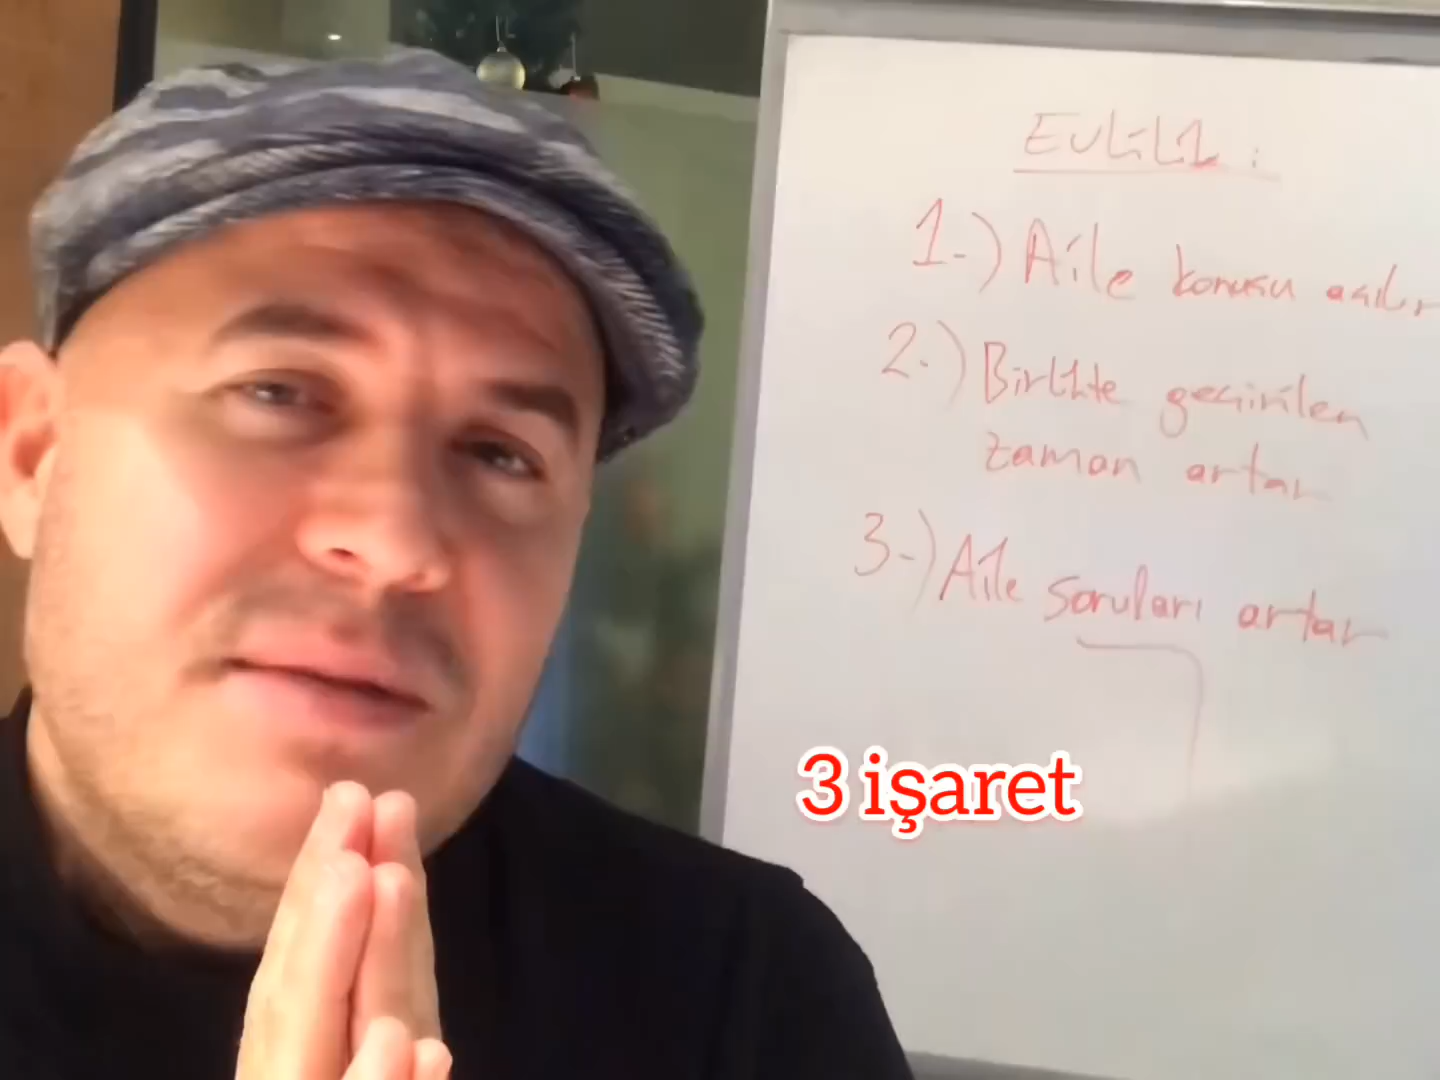 Evlilik:
1-) Aile konusu açılır
2-) Birlikte geçirilen
zaman artar
3-) Aile soruları artar
3 işaret